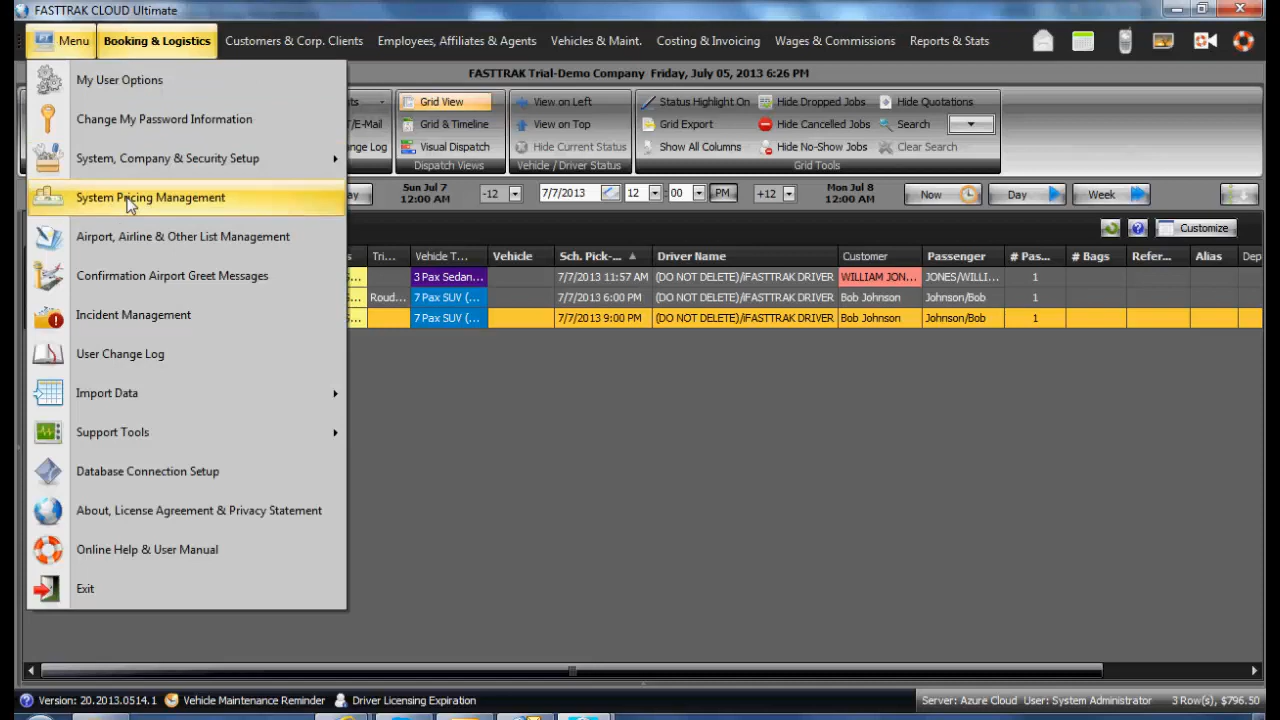 FASTTRAK CLOUD Ultimate
Menu Booking & Logistics Customers & Corp. Clients Employees, Affiliates & Agents Vehicles & Maint. Costing & Invoicing Wages & Commissions Reports & Stats
FASTTRAK Trial-Demo Company Friday, July 05, 2013 6:26 PM
My User Options
Change My Password Information
System, Company & Security Setup
System Pricing Management
Airport, Airline & Other List Management
Confirmation Airport Greet Messages
Incident Management
User Change Log
Import Data
Support Tools
Database Connection Setup
About, License Agreement & Privacy Statement
Online Help & User Manual
Exit
Grid View View on Left Status Highlight On Hide Dropped Jobs Hide Quotations
T/E-Mail Grid & Timeline View on Top Grid Export Hide Cancelled Jobs Search
nge Log Visual Dispatch Hide Current Status Show All Columns Hide No-Show Jobs Clear Search
Dispatch Views Vehicle / Driver Status Grid Tools
Sun Jul 7 12:00 AM -12 7/7/2013 12 00 PM +12 Mon Jul 8 12:00 AM Now Day Week
Customize
Tri... Vehicle T... Vehicle Sch. Pick-... Driver Name Customer Passenger # Pas... # Bags Refer... Alias Dep
S... 3 Pax Sedan... 7/7/2013 11:57 AM (DO NOT DELETE)/iFASTTRAK DRIVER WILLIAM JON... JONES/WILLI... 1
S... Roud... 7 Pax SUV (... 7/7/2013 6:00 PM (DO NOT DELETE)/iFASTTRAK DRIVER Bob Johnson Johnson/Bob 1
S... 7 Pax SUV (... 7/7/2013 9:00 PM (DO NOT DELETE)/iFASTTRAK DRIVER Bob Johnson Johnson/Bob 1
Version: 20.2013.0514.1 Vehicle Maintenance Reminder Driver Licensing Expiration Server: Azure Cloud User: System Administrator 3 Row(s), $796.50